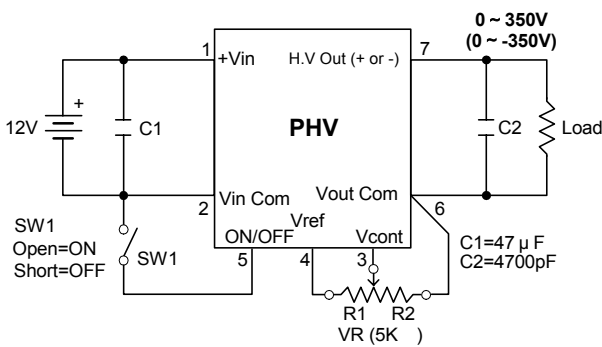 0 ~ 350V
(0 ~ -350V)
1
+Vin
H.V Out (+ or -)
7
+
12V
C1
PHV
C2
Load
2
Vin Com
Vout Com
6
SW1
Open=ON
Short=OFF
SW1
Vref
ON/OFF
Vcont
5
4
3
C1=47 µ F
C2=4700pF
R1
R2
VR (5K )